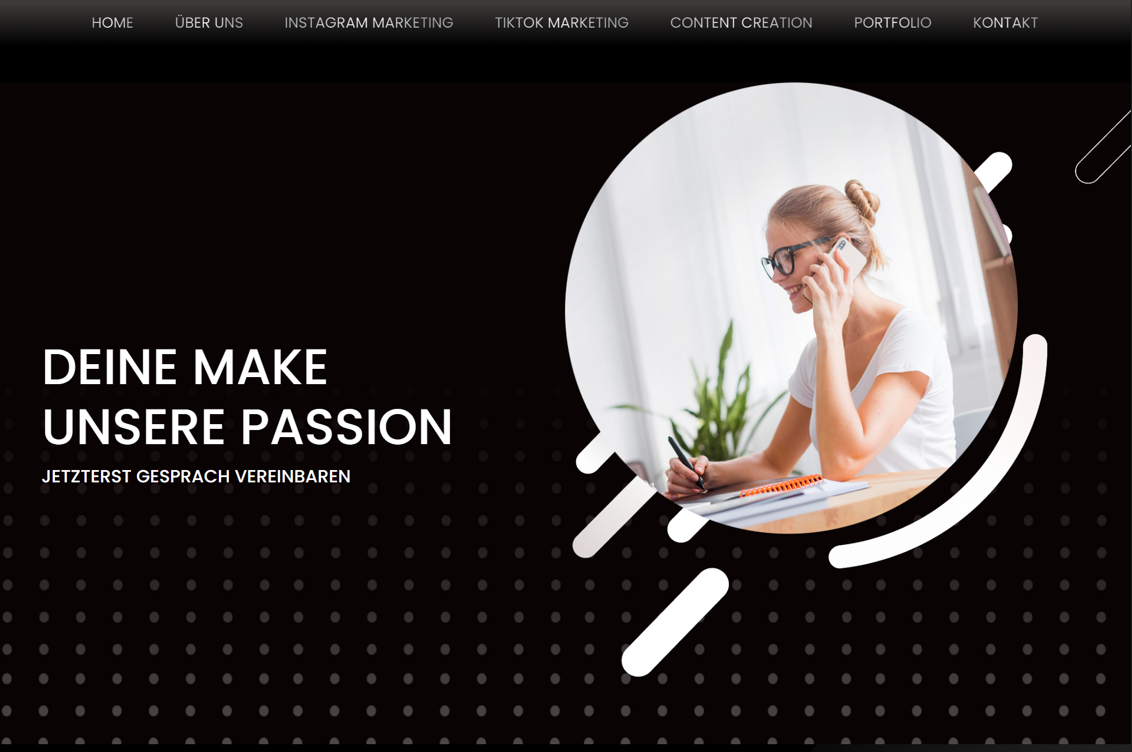 HOME ÜBER UNS INSTAGRAM MARKETING TIKTOK MARKETING CONTENT CREATION PORTFOLIO KONTAKT
DEINE MAKE
UNSERE PASSION
JETZTERST GESPRACH VEREINBAREN